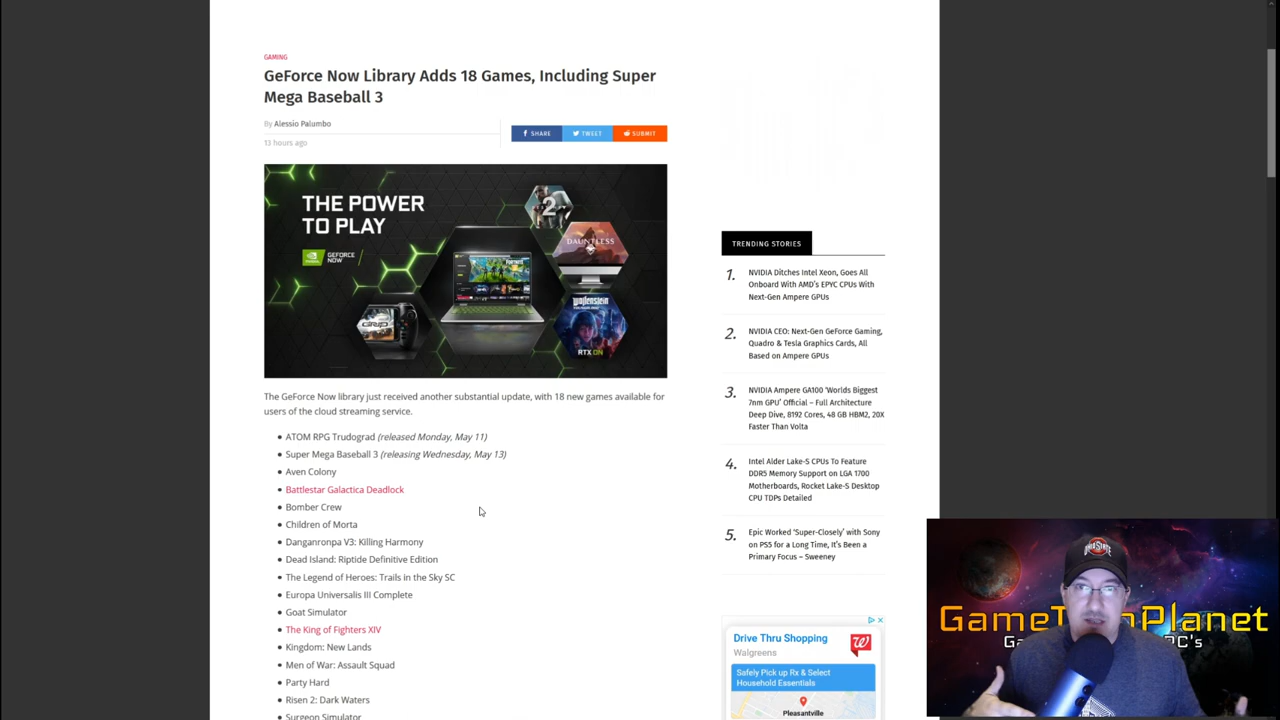 GAMING
GeForce Now Library Adds 18 Games, Including Super
Mega Baseball 3
By Alessio Palumbo
13 hours ago
SHARE
TWEET
SUBMIT
THE POWER
TO PLAY
NVIDIA
GEFORCE
NOW
2
DAUNTLESS
GRIP
Wolfenstein
RTX ON
The GeForce Now library just received another substantial update, with 18 new games available for
users of the cloud streaming service.
ATOM RPG Trudograd (released Monday, May 11)
Super Mega Baseball 3 (releasing Wednesday, May 13)
Aven Colony
Battlestar Galactica Deadlock
Bomber Crew
Children of Morta
Danganronpa V3: Killing Harmony
Dead Island: Riptide Definitive Edition
The Legend of Heroes: Trails in the Sky SC
Europa Universalis III Complete
Goat Simulator
The King of Fighters XIV
Kingdom: New Lands
Men of War: Assault Squad
Party Hard
Risen 2: Dark Waters
Surgeon Simulator
TRENDING STORIES
1. NVIDIA Ditches Intel Xeon, Goes All
Onboard With AMD's EPYC CPUs With
Next-Gen Ampere GPUs
2. NVIDIA CEO: Next-Gen GeForce Gaming,
Quadro & Tesla Graphics Cards, All
Based on Ampere GPUs
3. NVIDIA Ampere GA100 'Worlds Biggest
7nm GPU' Official – Full Architecture
Deep Dive, 8192 Cores, 48 GB HBM2, 20X
Faster Than Volta
4. Intel Alder Lake-S CPUs To Feature
DDR5 Memory Support on LGA 1700
Motherboards, Rocket Lake-S Desktop
CPU TDPs Detailed
5. Epic Worked 'Super-Closely' with Sony
on PS5 for a Long Time, It's Been a
Primary Focus – Sweeney
Drive Thru Shopping
Walgreens
Safely Pick up Rx & Select
Household Essentials
Pleasantville
OHIO STATE
GameT Planet
Ga C's